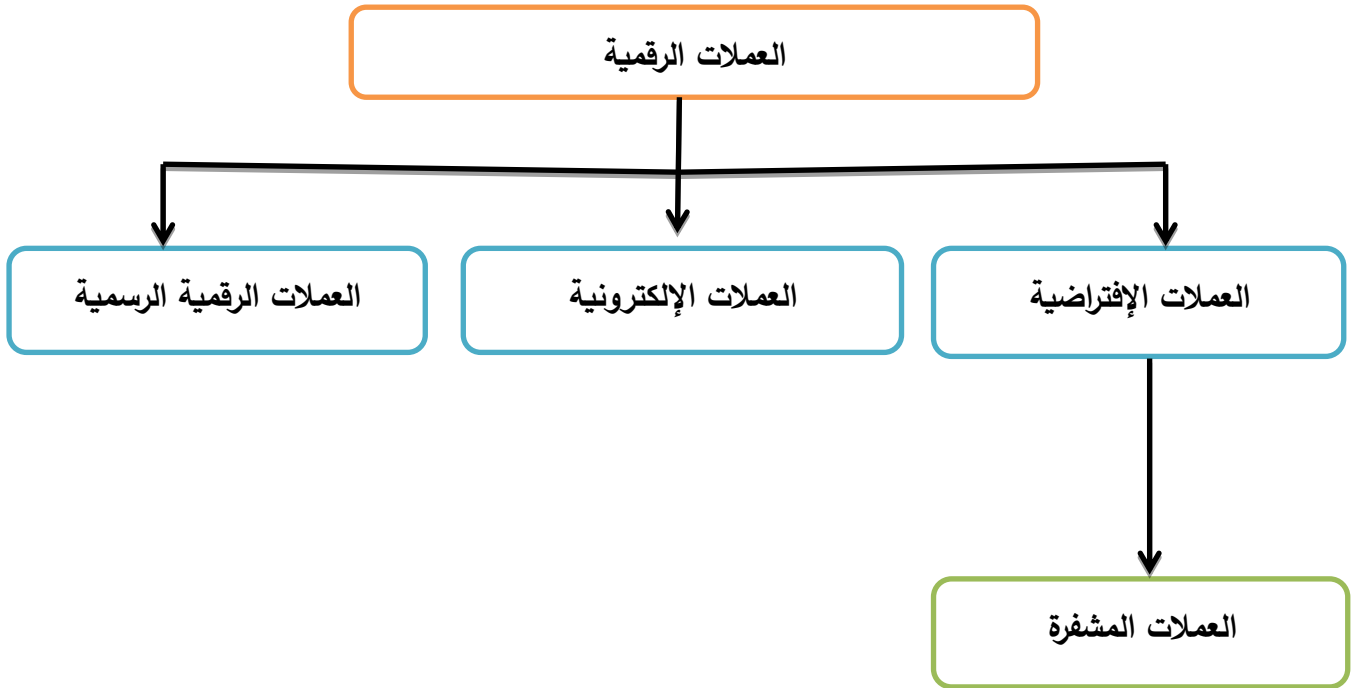 العملات الرقمية
العملات الإفتراضية
العملات الإلكترونية
العملات الرقمية الرسمية
العملات المشفرة